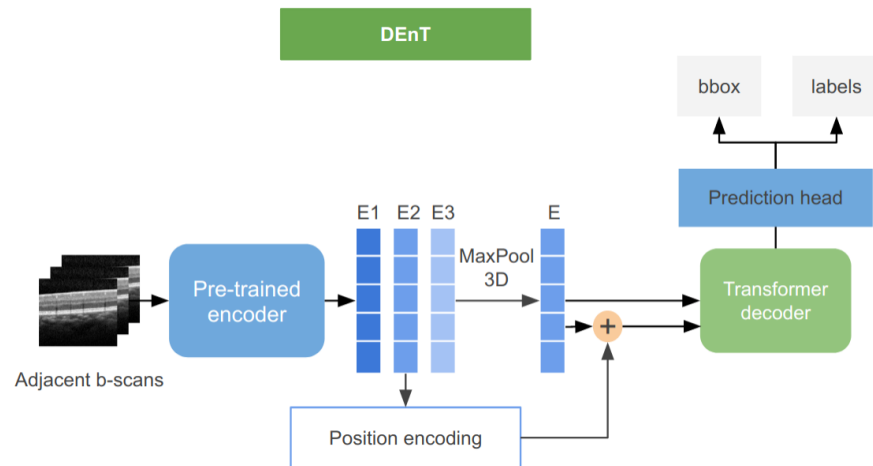 DEnT
bbox
labels
Prediction head
E1
E2
E3
E
MaxPool
3D
Pre-trained
encoder
Transformer
decoder
+
Adjacent b-scans
Position encoding